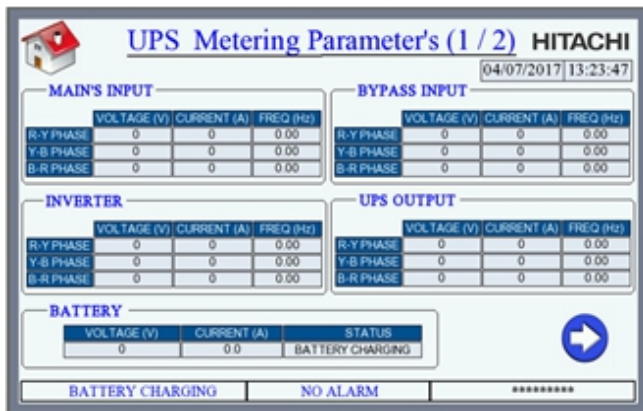 UPS Metering Parameter's (1 / 2) HITACHI
04/07/2017 13:23:47
MAIN'S INPUT
VOLTAGE (V) CURRENT (A) FREQ (Hz)
R-Y PHASE 0 0 0.00
Y-B PHASE 0 0 0.00
B-R PHASE 0 0 0.00
BYPASS INPUT
VOLTAGE (V) CURRENT (A) FREQ (Hz)
R-Y PHASE 0 0 0.00
Y-B PHASE 0 0 0.00
B-R PHASE 0 0 0.00
INVERTER
VOLTAGE (V) CURRENT (A) FREQ (Hz)
R-Y PHASE 0 0 0.00
Y-B PHASE 0 0 0.00
B-R PHASE 0 0 0.00
UPS OUTPUT
VOLTAGE (V) CURRENT (A) FREQ (Hz)
R-Y PHASE 0 0 0.00
Y-B PHASE 0 0 0.00
B-R PHASE 0 0 0.00
BATTERY
VOLTAGE (V) CURRENT (A) STATUS
0 0.0 BATTERY CHARGING
BATTERY CHARGING NO ALARM *********